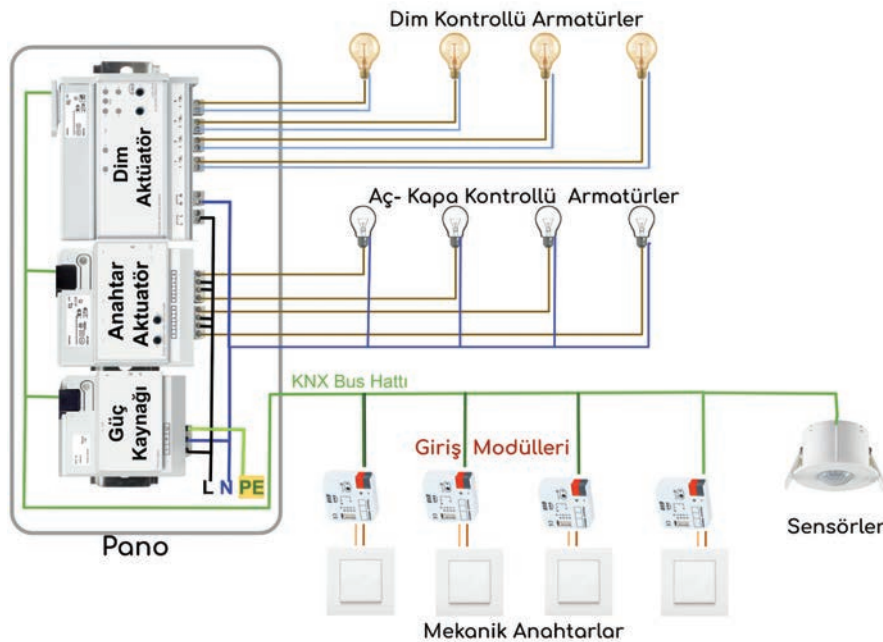 Dim Kontrollü Armatürler
Dim
Aktüatör
Aç- Kapa Kontrollü Armatürler
Anahtar
Aktuatör
KNX Bus Hattı
Güç
Kaynağı
Giriş Modülleri
L N PE
Sensörler
Pano
Mekanik Anahtarlar